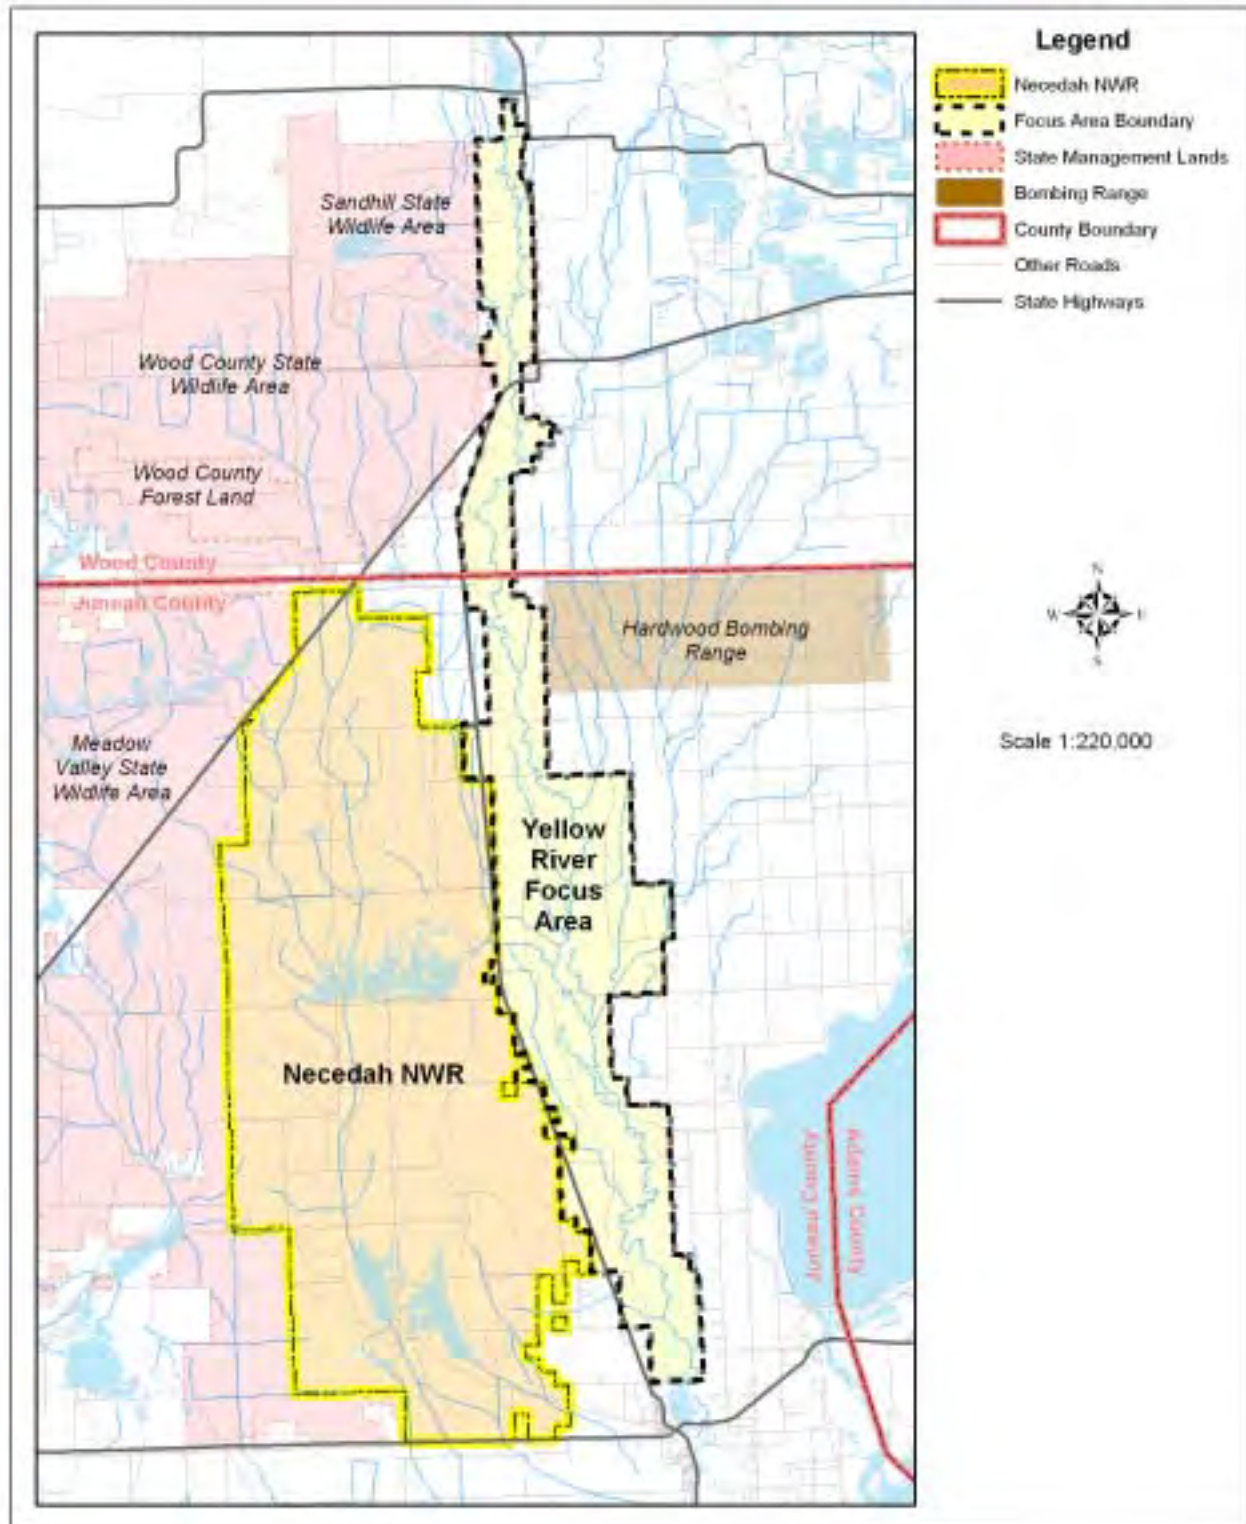 Legend
Necedah NWR
Focus Area Boundary
State Management Lands
Bombing Range
County Boundary
Other Roads
State Highways
Sandhill State
Wildlife Area
Wood County State
Wildlife Area
Wood County
Forest Land
Wood County
Juneau County
Hardwood Bombing
Range
N
W
E
S
Scale 1:220,000
Meadow
Valley State
Wildlife Area
Yellow
River
Focus
Area
Necedah NWR
Juneau County
Adams County